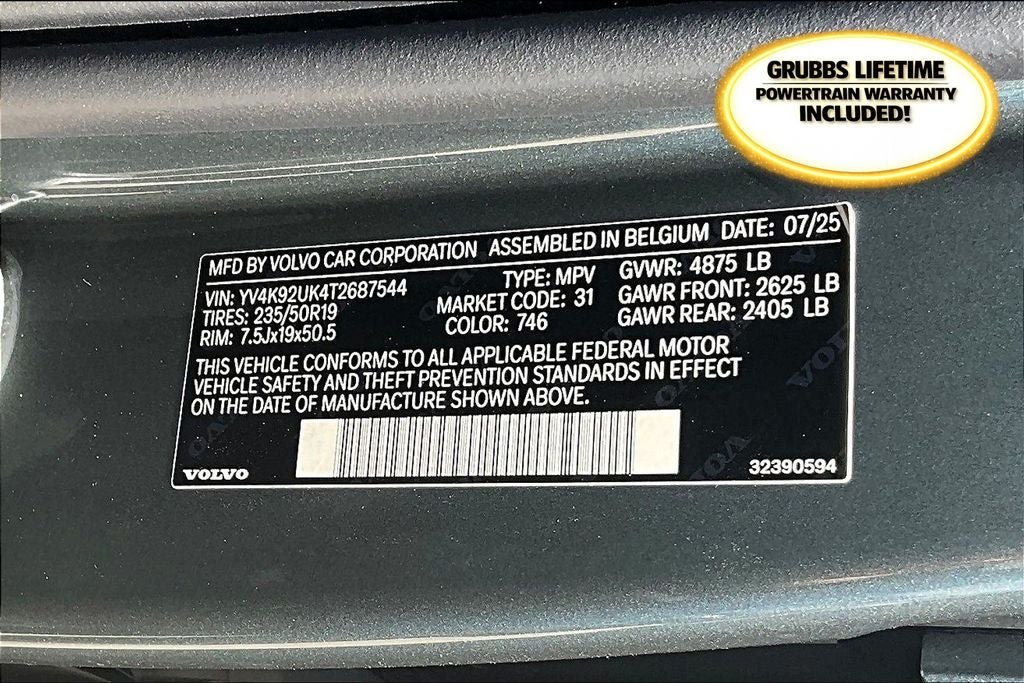 GRUBBS LIFETIME
POWERTRAIN WARRANTY
INCLUDED!
MFD BY VOLVO CAR CORPORATION ASSEMBLED IN BELGIUM DATE: 07/25
VIN: YV4K92UK4T2687544 TYPE: MPV GVWR: 4875 LB
TIRES: 235/50R19 MARKET CODE: 31 GAWR FRONT: 2625 LB
RIM: 7.5Jx19x50.5 COLOR: 746 GAWR REAR: 2405 LB
THIS VEHICLE CONFORMS TO ALL APPLICABLE FEDERAL MOTOR
VEHICLE SAFETY AND THEFT PREVENTION STANDARDS IN EFFECT
ON THE DATE OF MANUFACTURE SHOWN ABOVE.
VOLVO 32390594